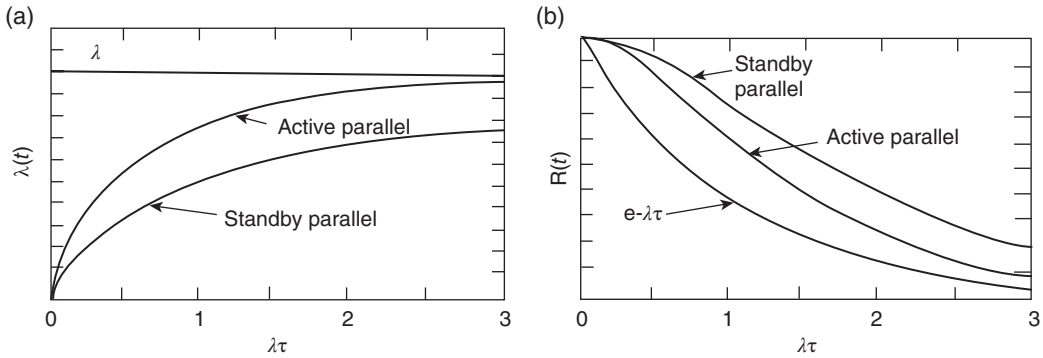 (a)
λ
Active parallel
Standby parallel
λ(t)
0
1
2
3
λτ
(b)
Standby
parallel
Active parallel
e-λτ
R(t)
0
1
2
3
λτ